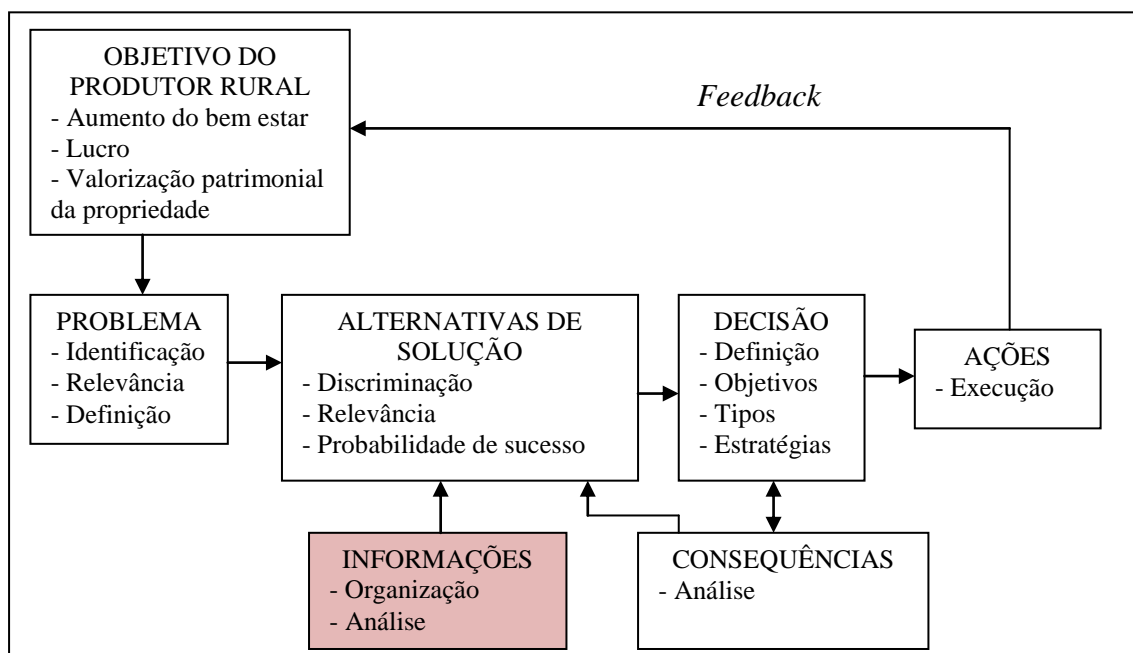 OBJETIVO DO
PRODUTOR RURAL
- Aumento do bem estar
- Lucro
- Valorização patrimonial
da propriedade
Feedback
PROBLEMA
- Identificação
- Relevância
- Definição
ALTERNATIVAS DE
SOLUÇÃO
- Discriminação
- Relevância
- Probabilidade de sucesso
DECISÃO
- Definição
- Objetivos
- Tipos
- Estratégias
AÇÕES
- Execução
INFORMAÇÕES
- Organização
- Análise
CONSEQUÊNCIAS
- Análise